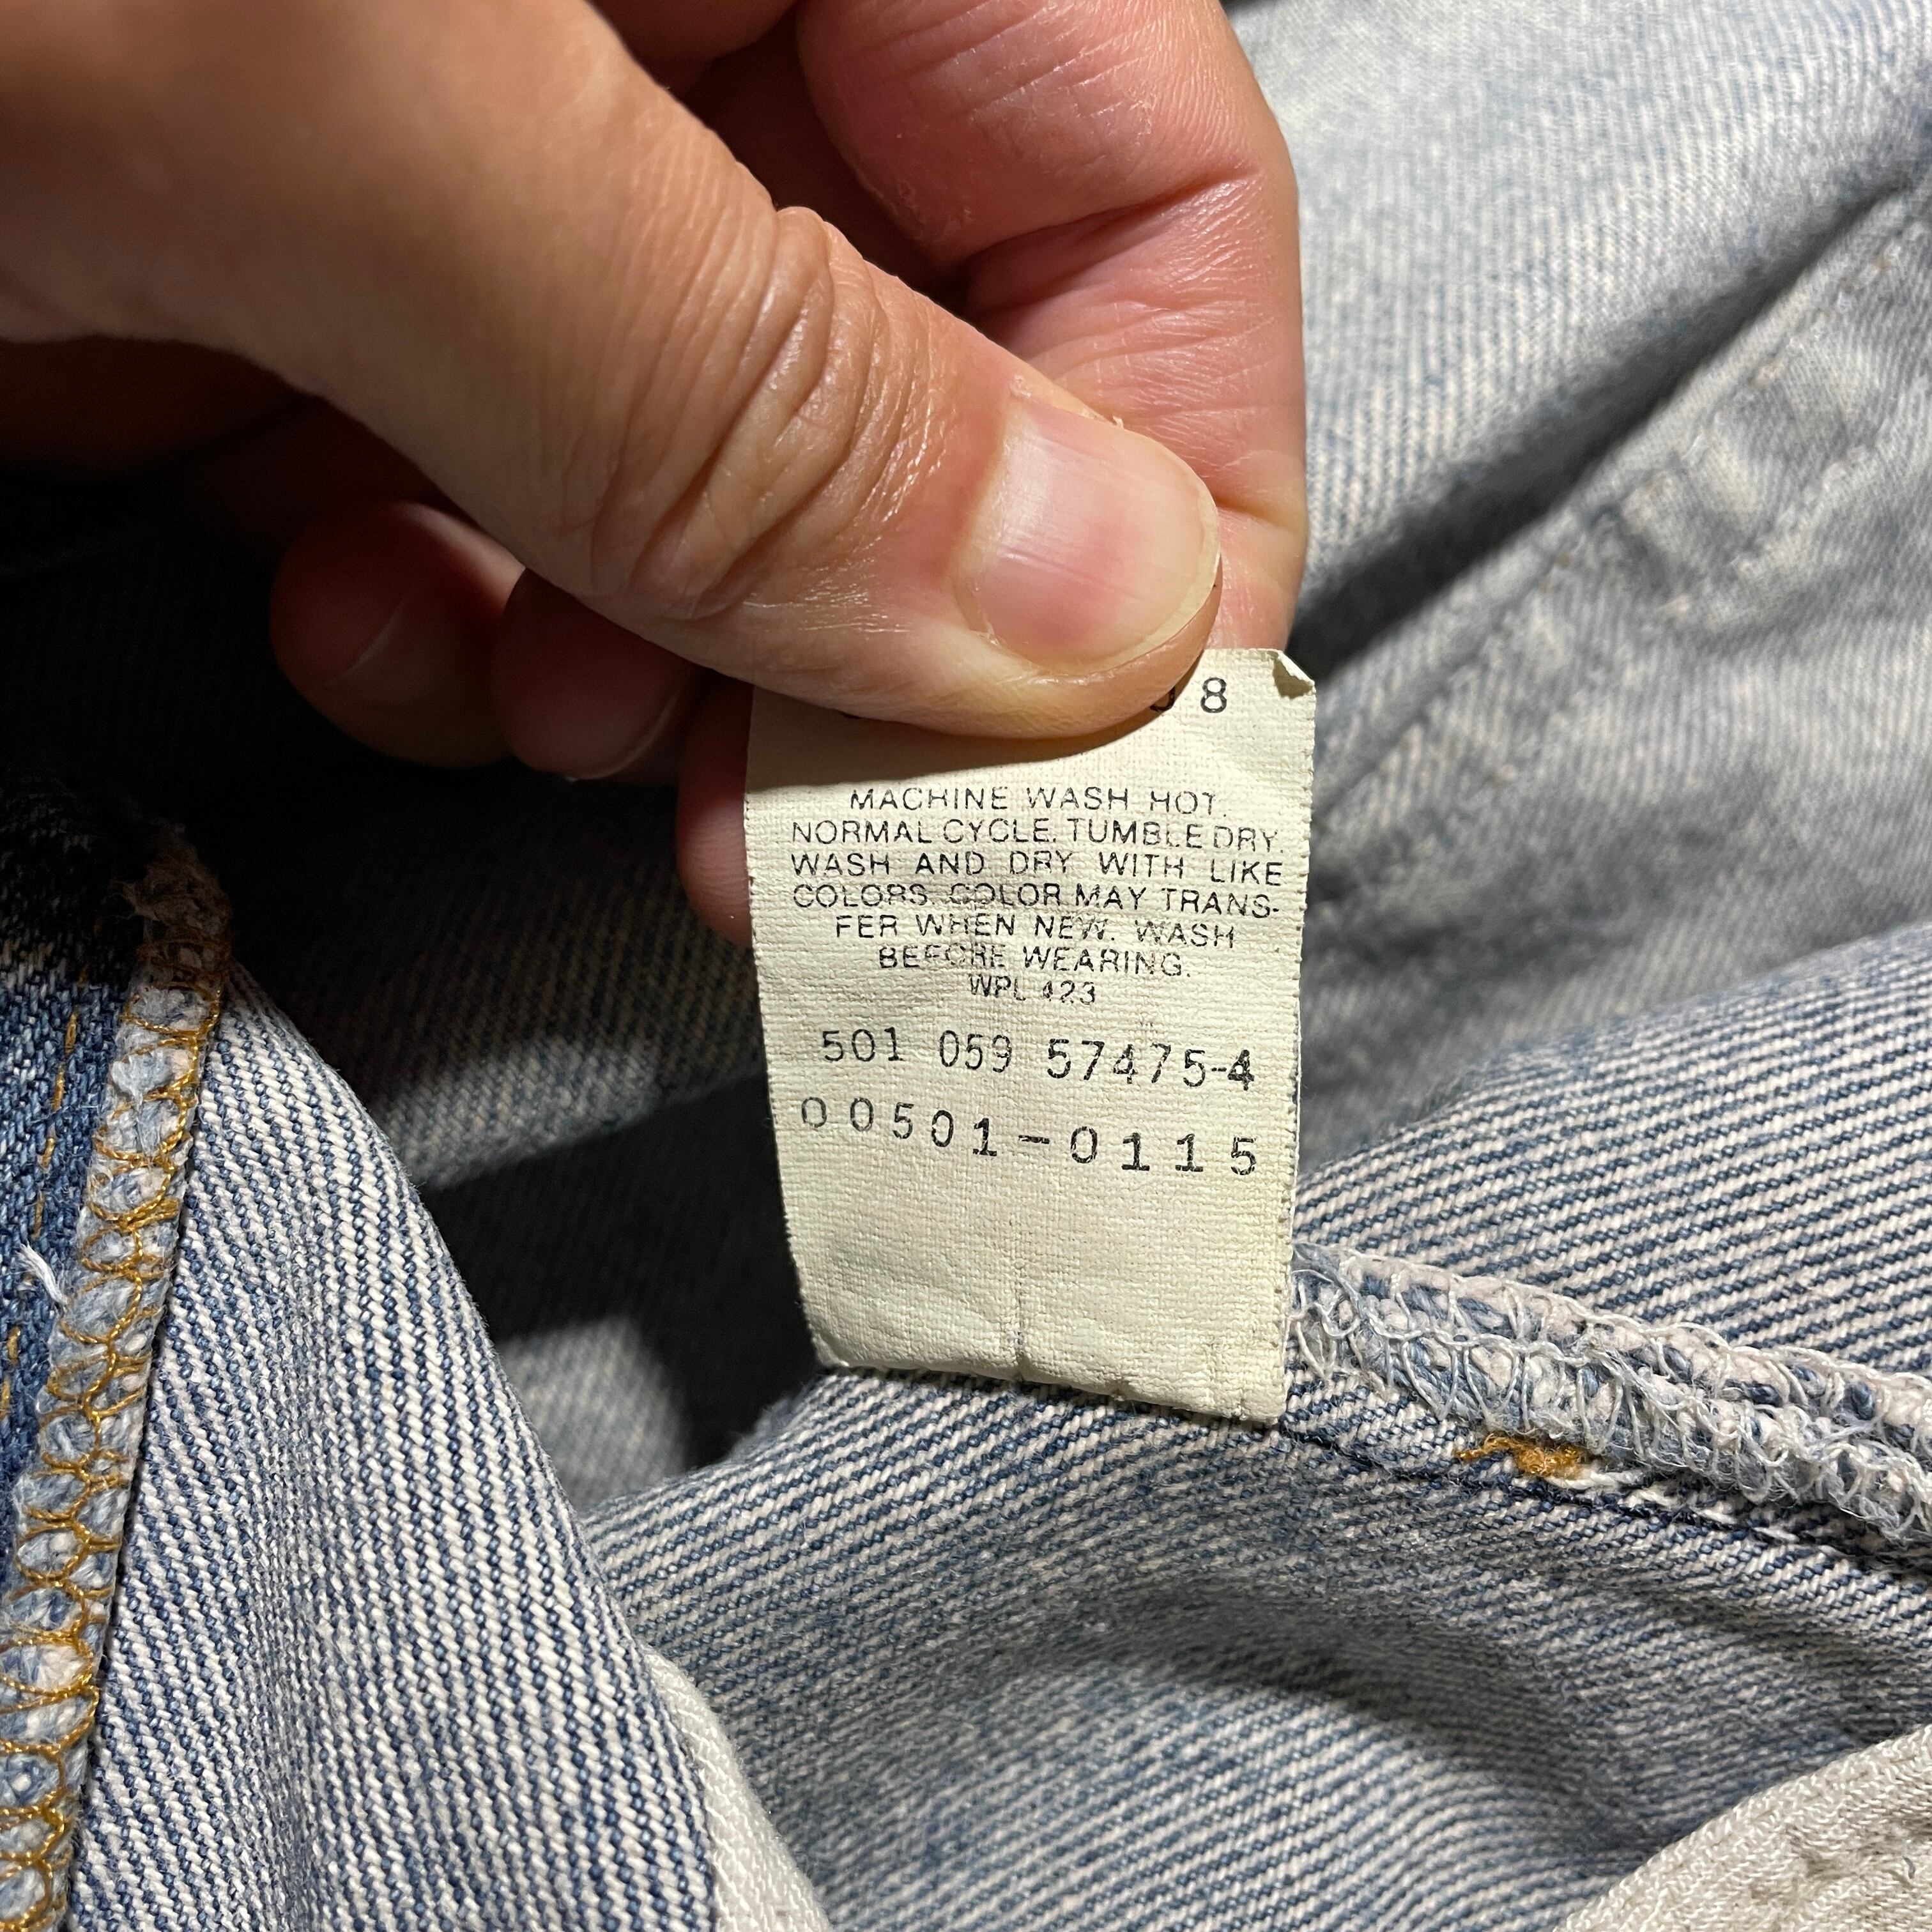 8
MACHINE WASH HOT.
NORMAL CYCLE. TUMBLE DRY.
WASH AND DRY WITH LIKE
COLORS. COLOR MAY TRANS-
FER WHEN NEW. WASH
BEFORE WEARING.
WPL 423
501 059 57475-4
00501-0115